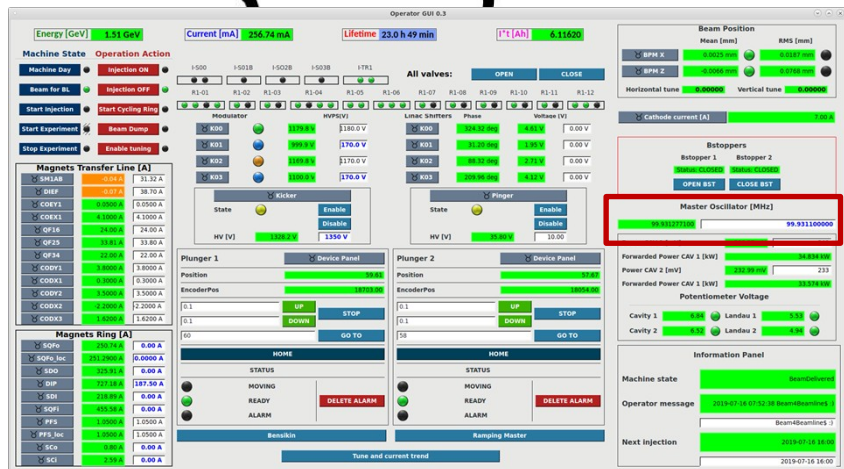 Operator GUI 0.3
Energy [GeV] 1.51 GeV Current [mA] 256.74 mA Lifetime 23.0 h 49 min I*t [Ah] 6.11620
Machine State Operation Action
Machine Day Injection ON
Beam for BL Injection OFF
Start Injection Start Cycling Ring
Start Experiment Beam Dump
Stop Experiment Enable tuning
I-S00 I-S01B I-SO2B I-S03B I-TR1
All valves: OPEN CLOSE
R1-01 R1-02 R1-03 R1-04 R1-05 R1-06 R1-07 R1-08 R1-09 R1-10 R1-11 R1-12
Modulator HVPS(V) Linac Shifters Phase Voltage [V]
K00 1179.8 V 1180.0 V K00 324.32 deg 4.61 V 0.00 V
K01 999.9 V 170.0 V K01 31.20 deg 1.95 V 0.00 V
K02 1169.8 V 1170.0 V K02 88.32 deg 2.71 V 0.00 V
K03 1100.0 V 170.0 V K03 209.96 deg 4.12 V 0.00 V
Magnets Transfer Line [A]
SM1AB -0.04 A 31.32 A
DIEF -0.07 A 38.70 A
COEY1 0.0500 A 0.0500 A
COEX1 4.1000 A 4.1000 A
QF16 24.00 A 24.00 A
QF25 33.81 A 33.80 A
QF34 22.00 A 22.00 A
CODY1 3.8000 A 3.8000 A
CODX1 0.3000 A 0.3000 A
CODY2 3.5000 A 3.5000 A
CODX2 -2.2000 A -2.2000 A
CODX3 1.6200 A 1.6200 A
Magnets Ring [A]
SQFo 250.74 A 0.00 A
SQFo_loc 251.2900 A 0.0000 A
SDO 325.91 A 0.00 A
DIP 727.18 A 187.50 A
SDI 218.89 A 0.00 A
SQFi 455.58 A 0.00 A
PFS 1.0500 A 1.0500 A
PFS_loc 1.0500 A 1.0500 A
SCo 0.80 A 0.00 A
SCi 2.59 A 0.00 A
Kicker
State Enable
Disable
HV [V] 1328.2 V 1350 V
Pinger
State Enable
Disable
HV [V] 35.80 V 10.00
Plunger 1 Device Panel
Position 59.61
EncoderPos 18703.00
0.1 UP STOP
0.1 DOWN
60 GO TO
HOME
STATUS
MOVING
READY DELETE ALARM
ALARM
Bensikin
Plunger 2 Device Panel
Position 57.67
EncoderPos 18054.00
0.1 UP STOP
0.1 DOWN
58 GO TO
HOME
STATUS
MOVING
READY DELETE ALARM
ALARM
Ramping Master
Tune and current trend
Beam Position
Mean [mm] RMS [mm]
BPM X 0.0025 mm 0.0187 mm
BPM Z -0.0066 mm 0.0708 mm
Horizontal tune 0.00000 Vertical tune 0.00000
Cathode current [A] 7.00 A
Bstoppers
Bstopper 1 Bstopper 2
Status: CLOSED Status: CLOSED
OPEN BST CLOSE BST
Master Oscillator [MHz]
99.931277100 99.931100000
Forwarded Power CAV 1 [kW] 34.834 kW
Power CAV 2 [mV] 232.99 mV 233
Forwarded Power CAV 1 [kW] 33.574 kW
Potentiometer Voltage
Cavity 1 6.84 Landau 1 5.53
Cavity 2 6.52 Landau 2 4.94
Information Panel
Machine state BeamDelivered
Operator message 2019-07-16 07:52:38 Beam4Beamline$ :)
Beam4Beamline$ :)
Next injection 2019-07-16 16:00
2019-07-16 16:00